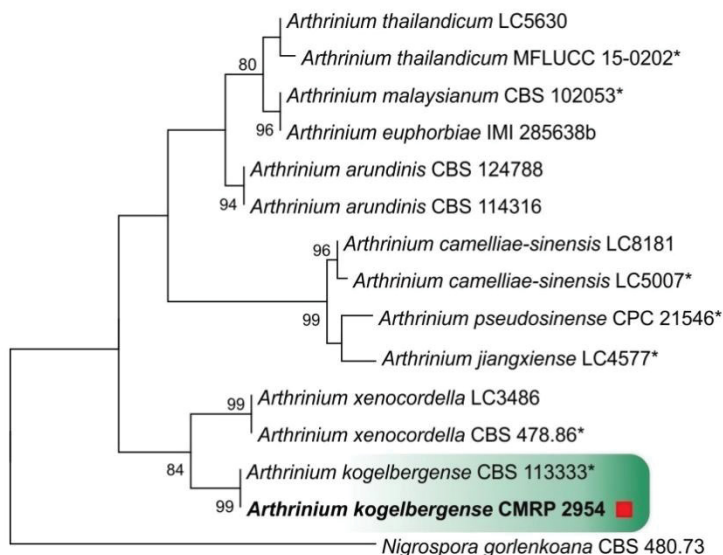 Arthrinium thailandicum LC5630
Arthrinium thailandicum MFLUCC 15-0202*
80
Arthrinium malaysianum CBS 102053*
96
Arthrinium euphorbiae IMI 285638b
Arthrinium arundinis CBS 124788
94
Arthrinium arundinis CBS 114316
96
Arthrinium camelliae-sinensis LC8181
Arthrinium camelliae-sinensis LC5007*
99
Arthrinium pseudosinense CPC 21546*
Arthrinium jiangxiense LC4577*
99
Arthrinium xenocordella LC3486
Arthrinium xenocordella CBS 478.86*
84
Arthrinium kogelbergense CBS 113333*
99
Arthrinium kogelbergense CMRP 2954
Nigrospora gorlenkoana CBS 480.73